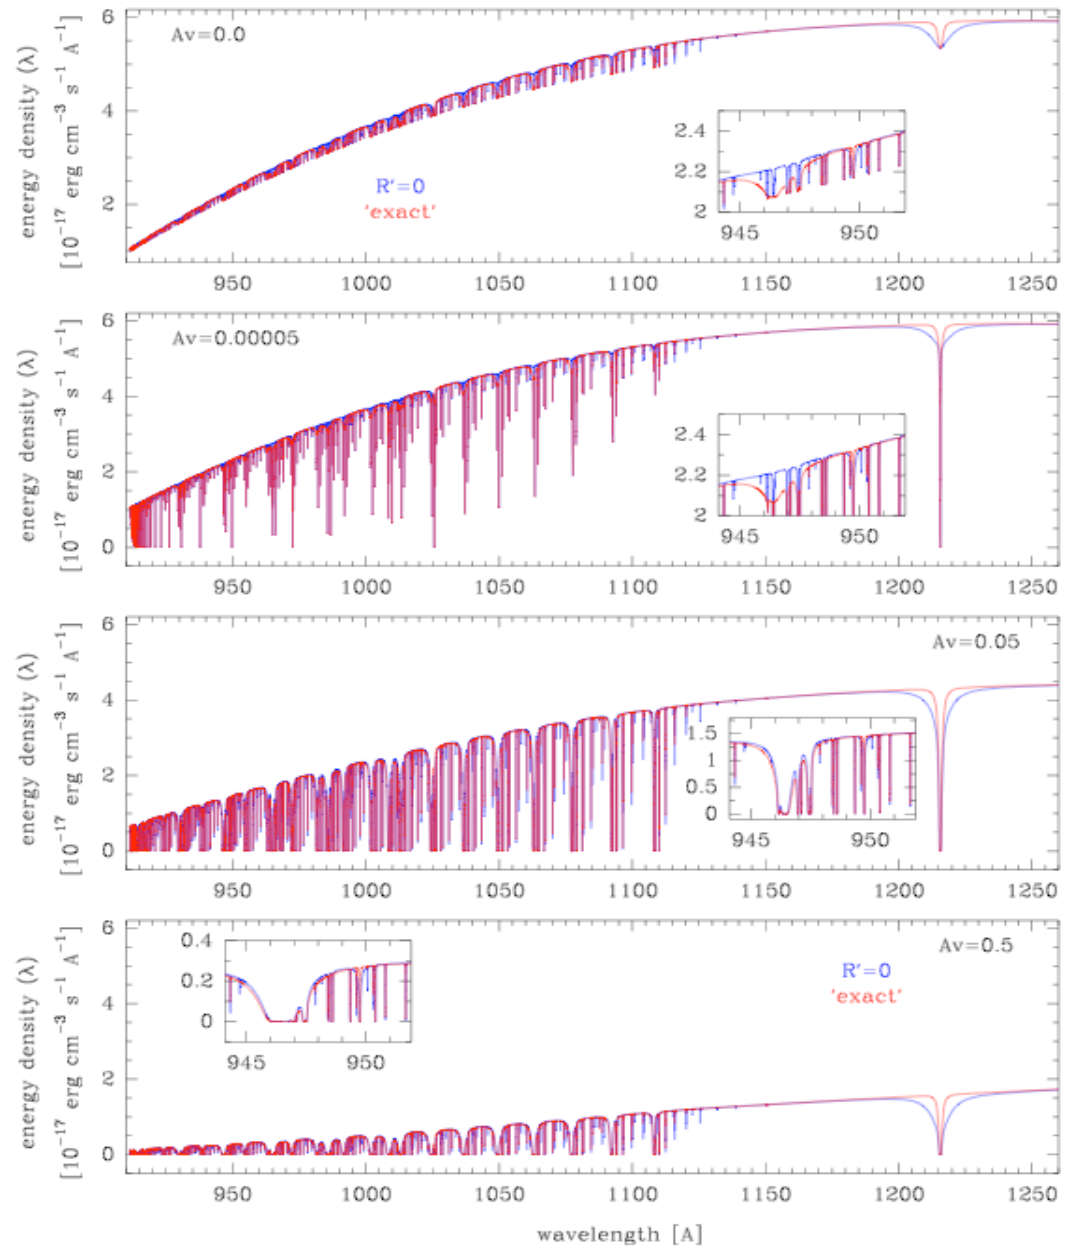 Av=0.0
energy density (λ)
[10⁻¹⁷ erg cm⁻³ s⁻¹ A⁻¹]
6
4
2
R'=0
'exact'
2.4
2.2
2
945 950
950 1000 1050 1100 1150 1200 1250
Av=0.00005
energy density (λ)
[10⁻¹⁷ erg cm⁻³ s⁻¹ A⁻¹]
6
4
2
0
2.4
2.2
2
945 950
950 1000 1050 1100 1150 1200 1250
Av=0.05
energy density (λ)
[10⁻¹⁷ erg cm⁻³ s⁻¹ A⁻¹]
6
4
2
0
1.5
1
0.5
0
945 950
950 1000 1050 1100 1150 1200 1250
Av=0.5
energy density (λ)
[10⁻¹⁷ erg cm⁻³ s⁻¹ A⁻¹]
6
4
2
0
0.4
0.2
0
945 950
R'=0
'exact'
950 1000 1050 1100 1150 1200 1250
wavelength [A]